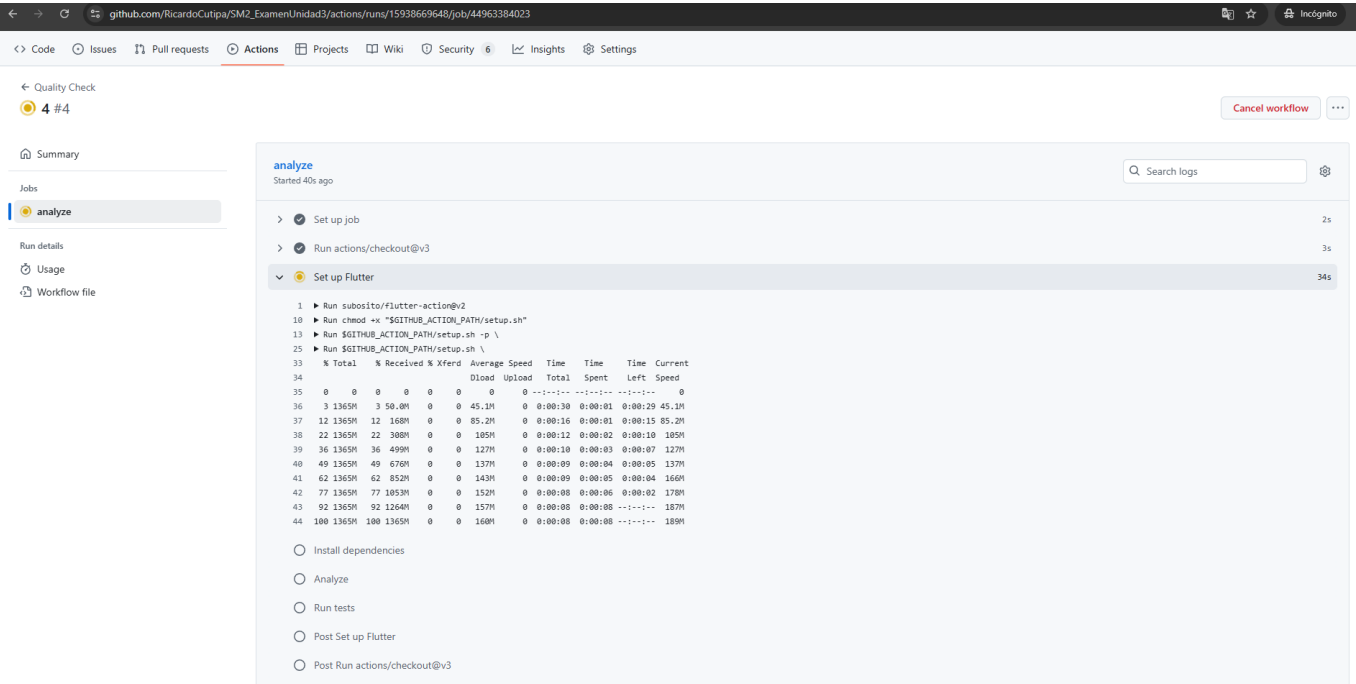 github.com/RicardoCutipa/SM2_ExamenUnidad3/actions/runs/15938669648/job/44963384023 Incógnito
Code Issues Pull requests Actions Projects Wiki Security 6 Insights Settings
Quality Check
4 #4
Cancel workflow
Summary
Jobs
analyze
Run details
Usage
Workflow file
analyze
Started 40s ago
Search logs
Set up job 2s
Run actions/checkout@v3 3s
Set up Flutter 34s
1 Run subosito/flutter-action@v2
10 Run chmod +x "$GITHUB_ACTION_PATH/setup.sh"
13 Run $GITHUB_ACTION_PATH/setup.sh -p \
25 Run $GITHUB_ACTION_PATH/setup.sh \
33 % Total % Received % Xferd Average Speed Time Time Time Current
34 Dload Upload Total Spent Left Speed
35 0 0 0 0 0 0 0 0 --:--:-- --:--:-- --:--:-- 0
36 3 1365M 3 50.0M 0 0 45.1M 0 0:00:30 0:00:01 0:00:29 45.1M
37 12 1365M 12 168M 0 0 85.2M 0 0:00:16 0:00:01 0:00:15 85.2M
38 22 1365M 22 308M 0 0 105M 0 0:00:12 0:00:02 0:00:10 105M
39 36 1365M 36 499M 0 0 127M 0 0:00:10 0:00:03 0:00:07 127M
40 49 1365M 49 676M 0 0 137M 0 0:00:09 0:00:04 0:00:05 137M
41 62 1365M 62 852M 0 0 143M 0 0:00:09 0:00:05 0:00:04 166M
42 77 1365M 77 1053M 0 0 152M 0 0:00:08 0:00:06 0:00:02 178M
43 92 1365M 92 1264M 0 0 157M 0 0:00:08 0:00:08 --:--:-- 187M
44 100 1365M 100 1365M 0 0 160M 0 0:00:08 0:00:08 --:--:-- 189M
Install dependencies
Analyze
Run tests
Post Set up Flutter
Post Run actions/checkout@v3